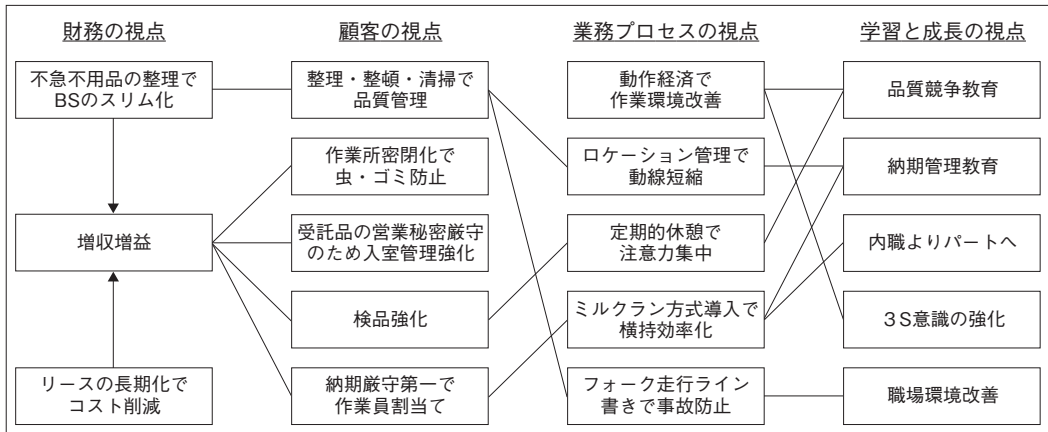 財務の視点
不急不用品の整理で
BSのスリム化
増収増益
リースの長期化で
コスト削減
顧客の視点
整理・整頓・清掃で
品質管理
作業所密閉化で
虫・ゴミ防止
受託品の営業秘密厳守
のため入室管理強化
検品強化
納期厳守第一で
作業員割当て
業務プロセスの視点
動作経済で
作業環境改善
ロケーション管理で
動線短縮
定期的休憩で
注意力集中
ミルクラン方式導入で
横持効率化
フォーク走行ライン
書きで事故防止
学習と成長の視点
品質競争教育
納期管理教育
内職よりパートへ
3S意識の強化
職場環境改善